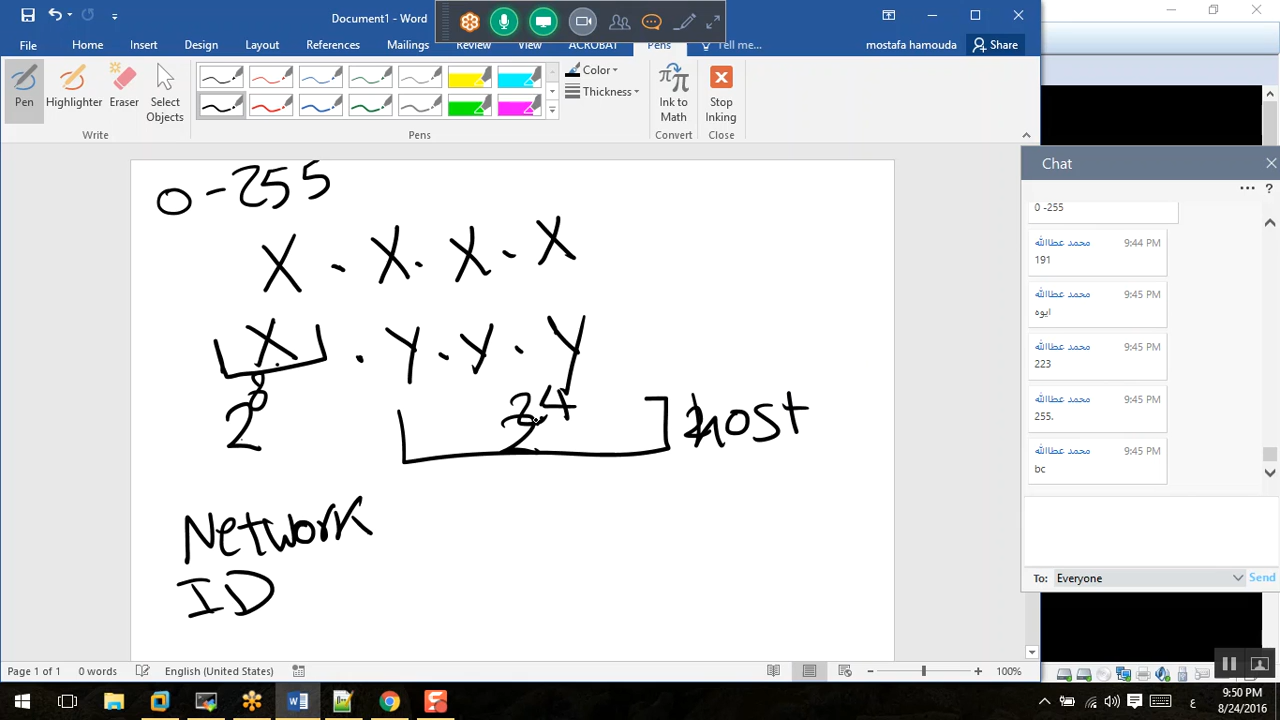 Document1 - Word
File
Home
Insert
Design
Layout
References
Mailings
Review
View
ACROBAT
Pens
Tell me...
mostafa hamouda
Share
Pen
Highlighter
Eraser
Select
Objects
Write
Pens
Color
Thickness
Ink to
Math
Convert
Stop
Inking
Close
0-255
X . X . X . X
X . Y . Y . Y
2^8
2^24
host
Network
ID
Chat
0 -255
محمد عطاالله 9:44 PM
191
محمد عطاالله 9:45 PM
ايوه
محمد عطاالله 9:45 PM
223
محمد عطاالله 9:45 PM
255.
محمد عطاالله 9:45 PM
bc
To: Everyone Send
Page 1 of 1
0 words
English (United States)
100%
9:50 PM
8/24/2016